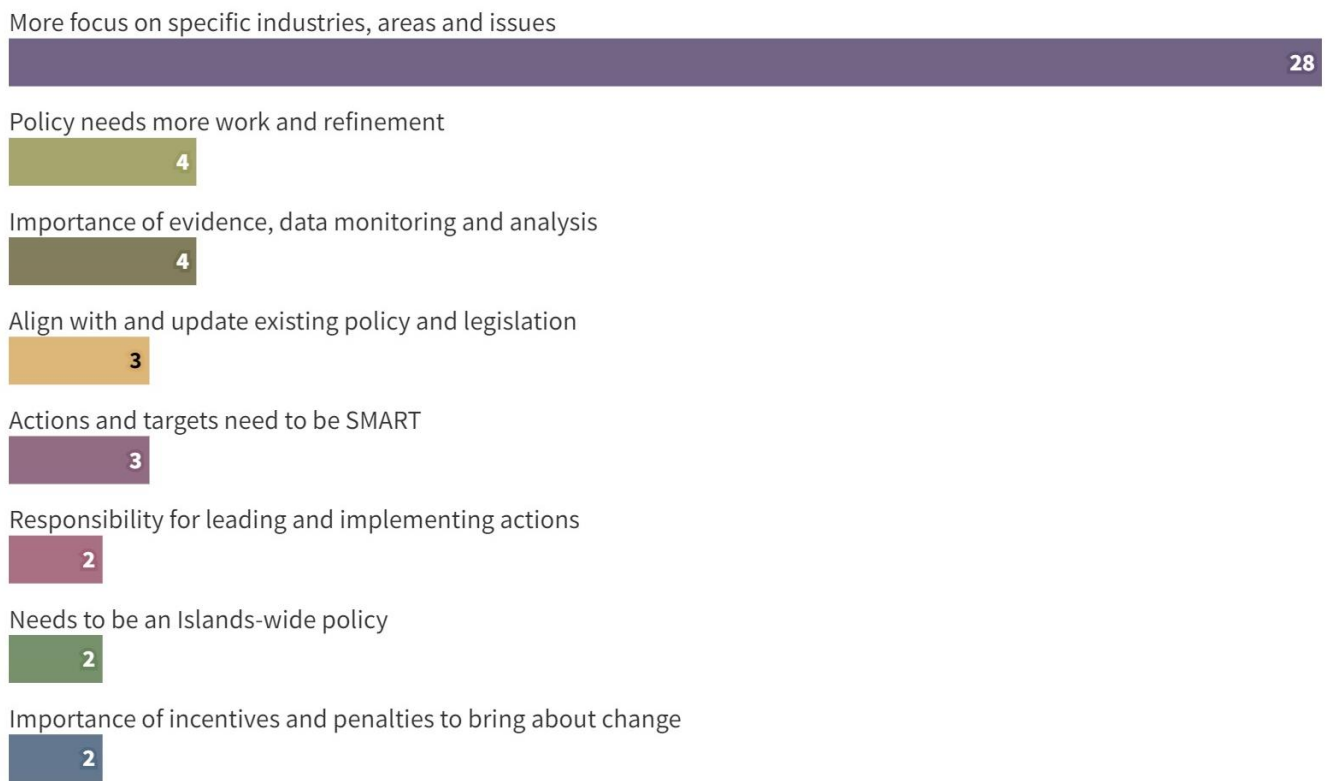 More focus on specific industries, areas and issues
28
Policy needs more work and refinement
4
Importance of evidence, data monitoring and analysis
4
Align with and update existing policy and legislation
3
Actions and targets need to be SMART
3
Responsibility for leading and implementing actions
2
Needs to be an Islands-wide policy
2
Importance of incentives and penalties to bring about change
2